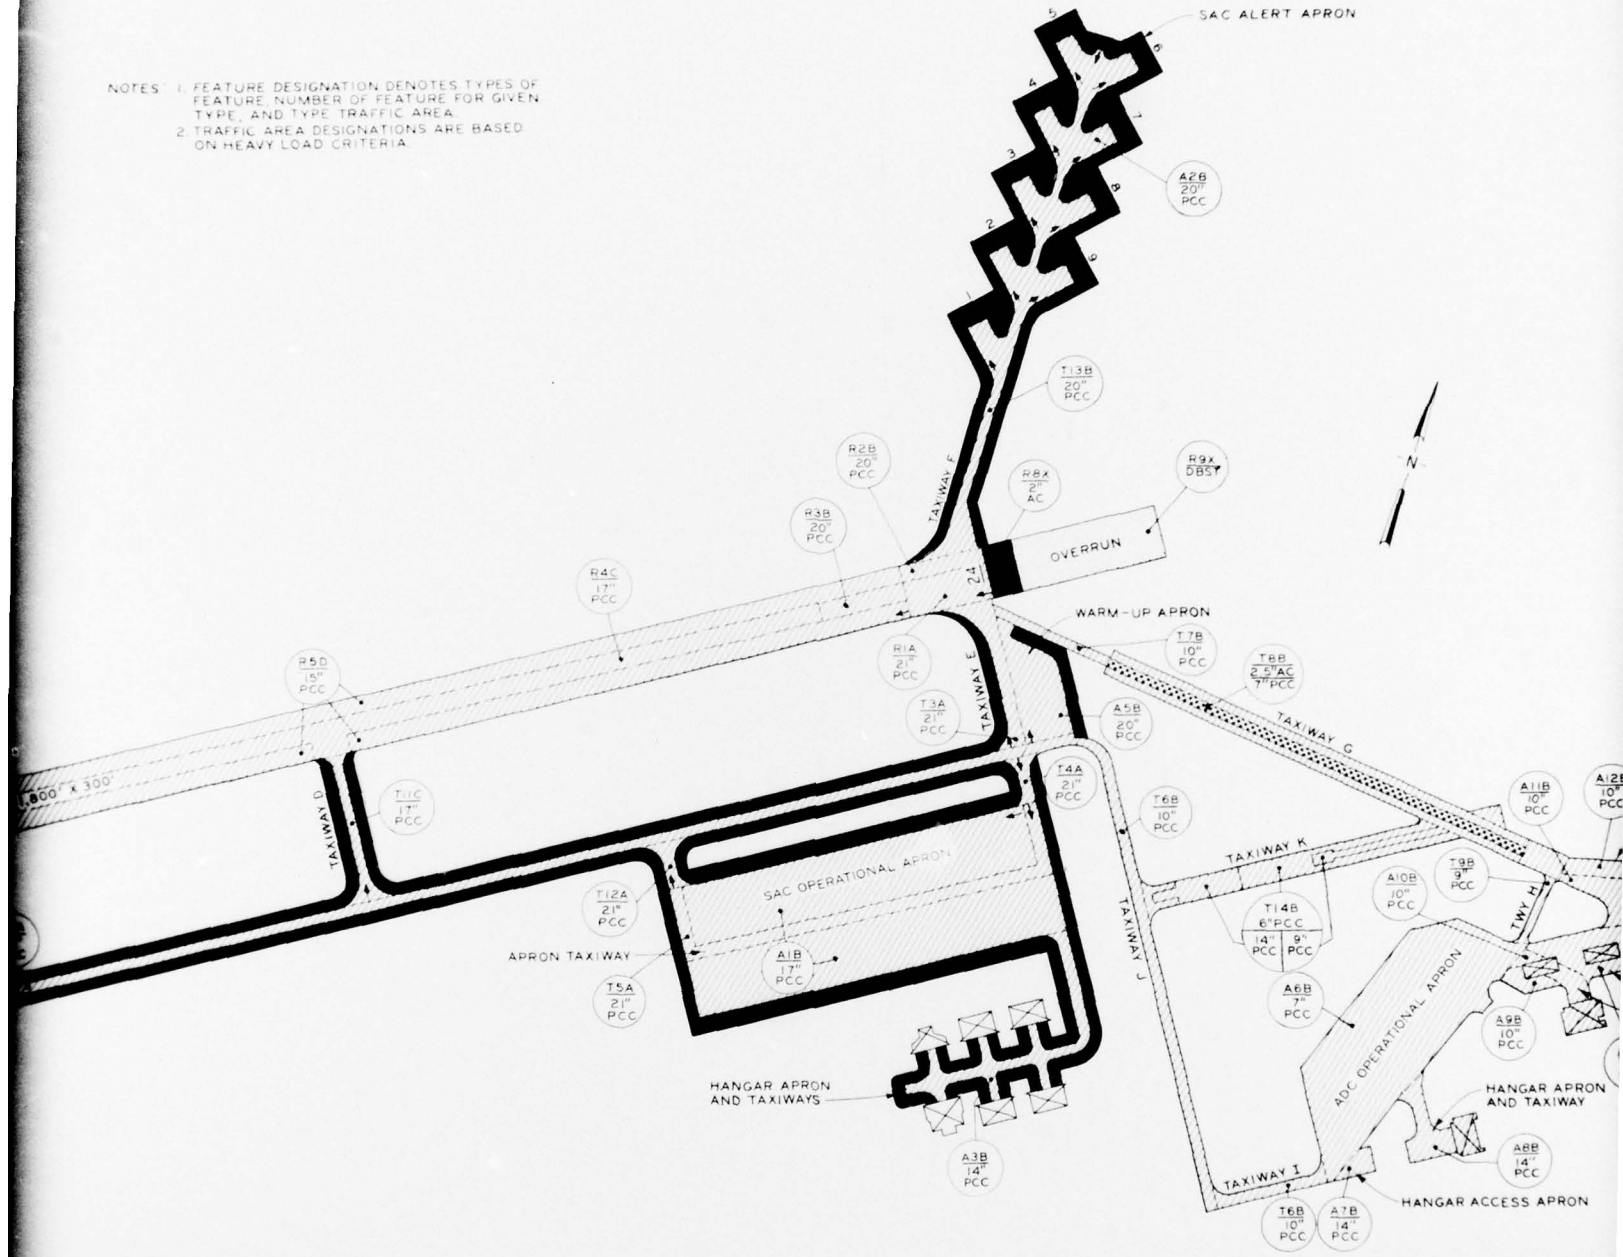 5
SAC ALERT APRON
6
NOTES: 1. FEATURE DESIGNATION DENOTES TYPES OF
FEATURE, NUMBER OF FEATURE FOR GIVEN
TYPE, AND TYPE TRAFFIC AREA.
2. TRAFFIC AREA DESIGNATIONS ARE BASED
ON HEAVY LOAD CRITERIA.
4
7
3
A2B
20"
PCC
8
2
9
1
T13B
20"
PCC
N
R2B
20"
PCC
TAXIWAY F
R8X
2"
AC
R9X
DBST
R3B
20"
PCC
OVERRUN
24
R4C
17"
PCC
WARM-UP APRON
R1A
21"
PCC
T7B
10"
PCC
T8B
2.5"AC
7"PCC
R5D
15"
PCC
TAXIWAY E
T3A
21"
PCC
A5B
20"
PCC
TAXIWAY G
,800' X 300'
TAXIWAY D
T11C
17"
PCC
T4A
21"
PCC
T6B
10"
PCC
A11B
10"
PCC
A12B
10"
PCC
TAXIWAY K
SAC OPERATIONAL APRON
T12A
21"
PCC
T9B
9"
PCC
A10B
10"
PCC
TWY H
T14B
6"PCC
14"
PCC
9"
PCC
TAXIWAY J
APRON TAXIWAY
A1B
17"
PCC
T5A
21"
PCC
A6B
7"
PCC
ADC OPERATIONAL APRON
A9B
10"
PCC
HANGAR APRON
AND TAXIWAYS
HANGAR APRON
AND TAXIWAY
A3B
14"
PCC
A8B
14"
PCC
TAXIWAY I
HANGAR ACCESS APRON
T6B
10"
PCC
A7B
14"
PCC